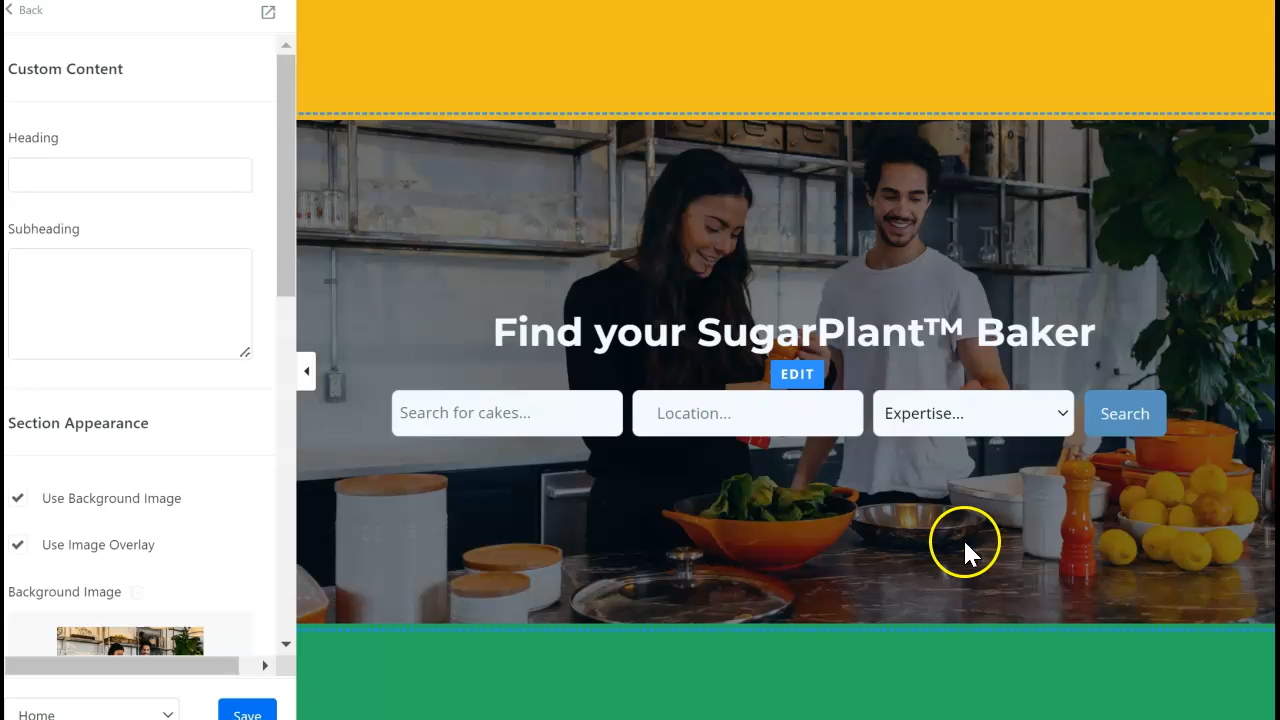 Back
Custom Content
Heading
Subheading
Section Appearance
Use Background Image
Use Image Overlay
Background Image
Home
Save
Find your SugarPlant™ Baker
EDIT
Search for cakes...
Location...
Expertise...
Search